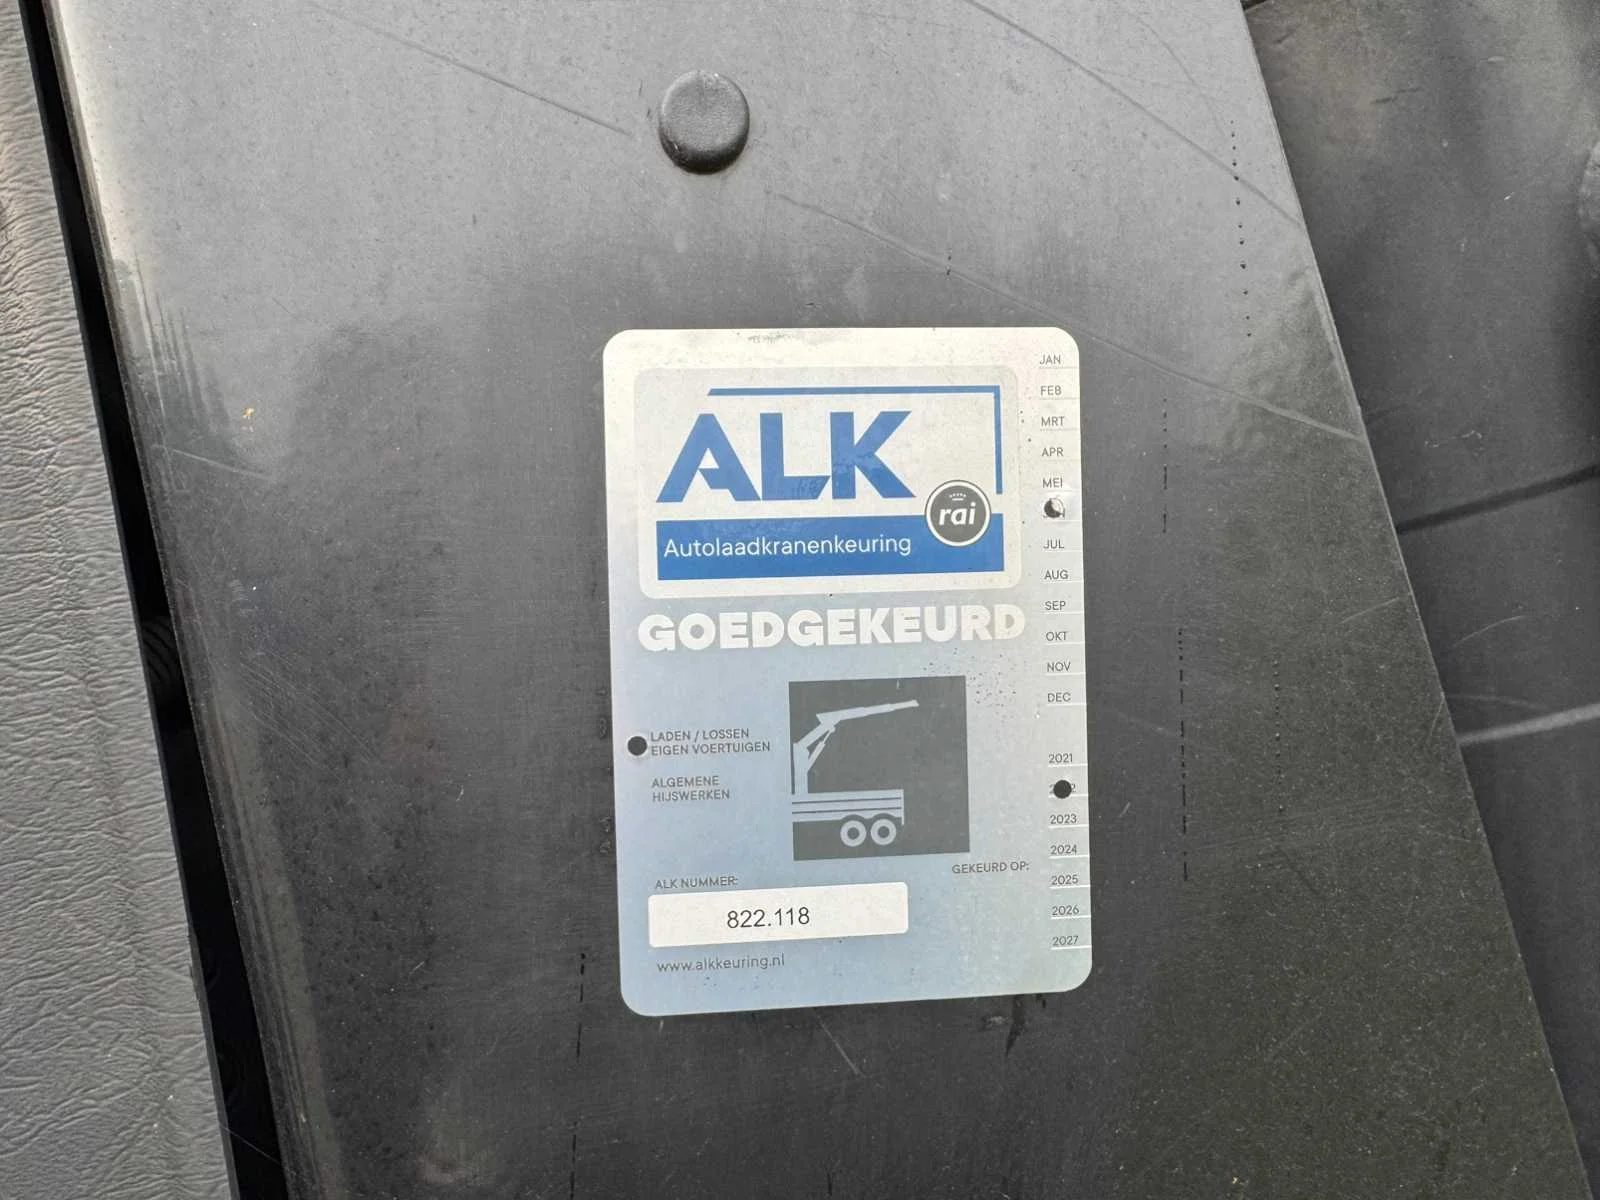 ALK
rai
Autolaadkranenkeuring
GOEDGEKEURD
LADEN / LOSSEN
EIGEN VOERTUIGEN
ALGEMENE
HIJSWERKEN
ALK NUMMER:
822.118
www.alkkeuring.nl
GEKEURD OP:
JAN
FEB
MRT
APR
MEI
JUL
AUG
SEP
OKT
NOV
DEC
2021
2023
2024
2025
2026
2027